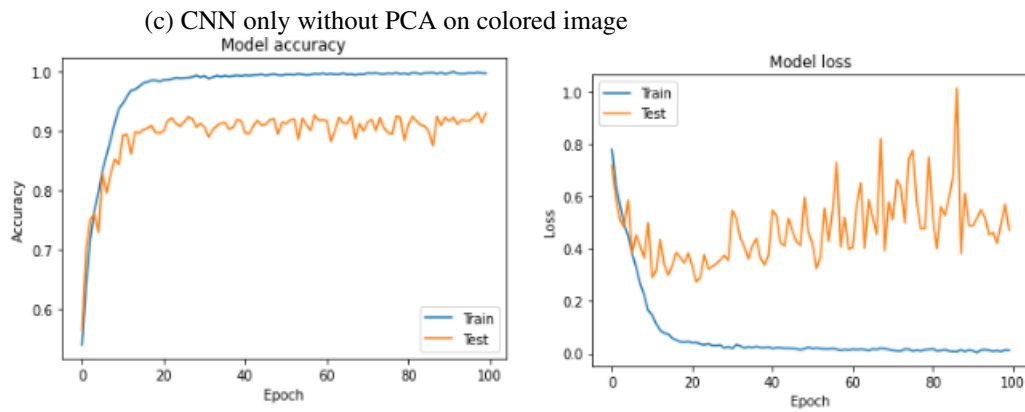 (c) CNN only without PCA on colored image
Model accuracy
1.0
0.9
0.8
0.7
0.6
Accuracy
0
20
40
60
80
100
Epoch
Train
Test
Model loss
1.0
0.8
0.6
0.4
0.2
0.0
Loss
0
20
40
60
80
100
Epoch
Train
Test